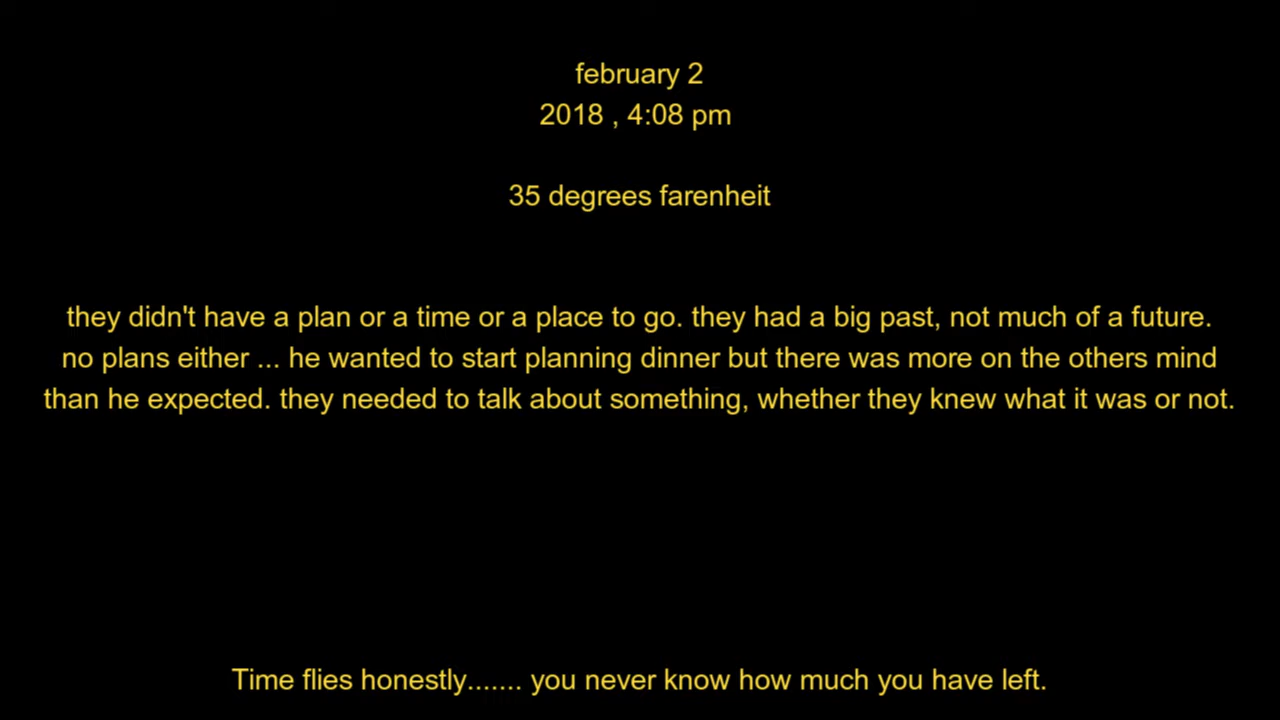 february 2
2018 , 4:08 pm
35 degrees farenheit
they didn't have a plan or a time or a place to go. they had a big past, not much of a future.
no plans either ... he wanted to start planning dinner but there was more on the others mind
than he expected. they needed to talk about something, whether they knew what it was or not.
Time flies honestly....... you never know how much you have left.